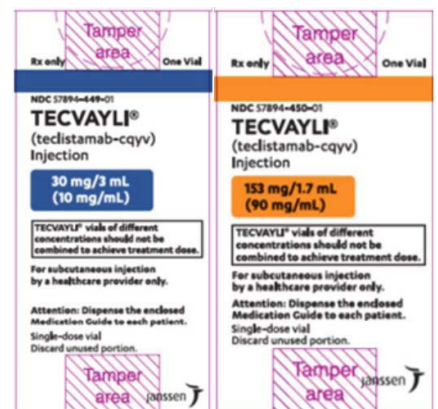 Tamper
area
Rx only
One Vial
NDC 57894-449-01
TECVAYLI®
(teclistamab-cqyv)
Injection
30 mg/3 mL
(10 mg/mL)
TECVAYLI® vials of different
concentrations should not be
combined to achieve treatment dose.
For subcutaneous injection
by a healthcare provider only.
Attention: Dispense the enclosed
Medication Guide to each patient.
Single-dose vial
Discard unused portion.
Tamper
area
janssen
Tamper
area
Rx only
One Vial
NDC 57894-450-01
TECVAYLI®
(teclistamab-cqyv)
Injection
153 mg/1.7 mL
(90 mg/mL)
TECVAYLI® vials of different
concentrations should not be
combined to achieve treatment dose.
For subcutaneous injection
by a healthcare provider only.
Attention: Dispense the enclosed
Medication Guide to each patient.
Single-dose vial
Discard unused portion.
Tamper
area
janssen